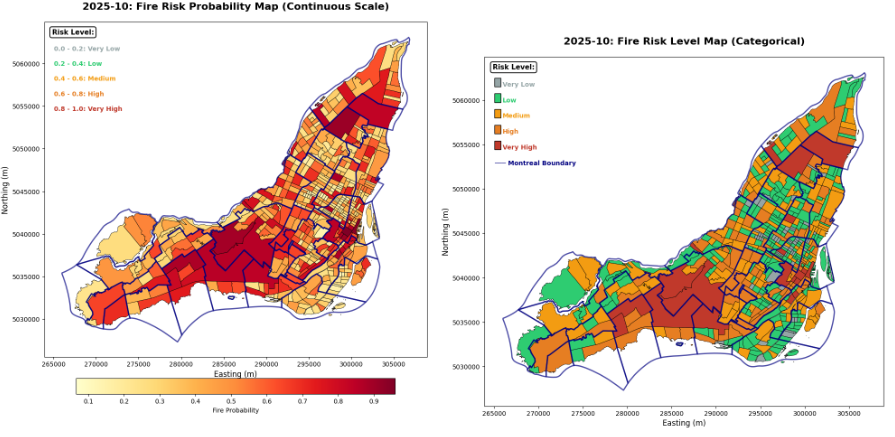 2025-10: Fire Risk Probability Map (Continuous Scale)
Risk Level:
0.0 - 0.2: Very Low
0.2 - 0.4: Low
0.4 - 0.6: Medium
0.6 - 0.8: High
0.8 - 1.0: Very High
Northing (m)
5060000
5055000
5050000
5045000
5040000
5035000
5030000
265000 270000 275000 280000 285000 290000 295000 300000 305000
Easting (m)
0.1 0.2 0.3 0.4 0.5 0.6 0.7 0.8 0.9
Fire Probability
2025-10: Fire Risk Level Map (Categorical)
Risk Level:
Very Low
Low
Medium
High
Very High
Montreal Boundary
Northing (m)
5060000
5055000
5050000
5045000
5040000
5035000
5030000
265000 270000 275000 280000 285000 290000 295000 300000 305000
Easting (m)